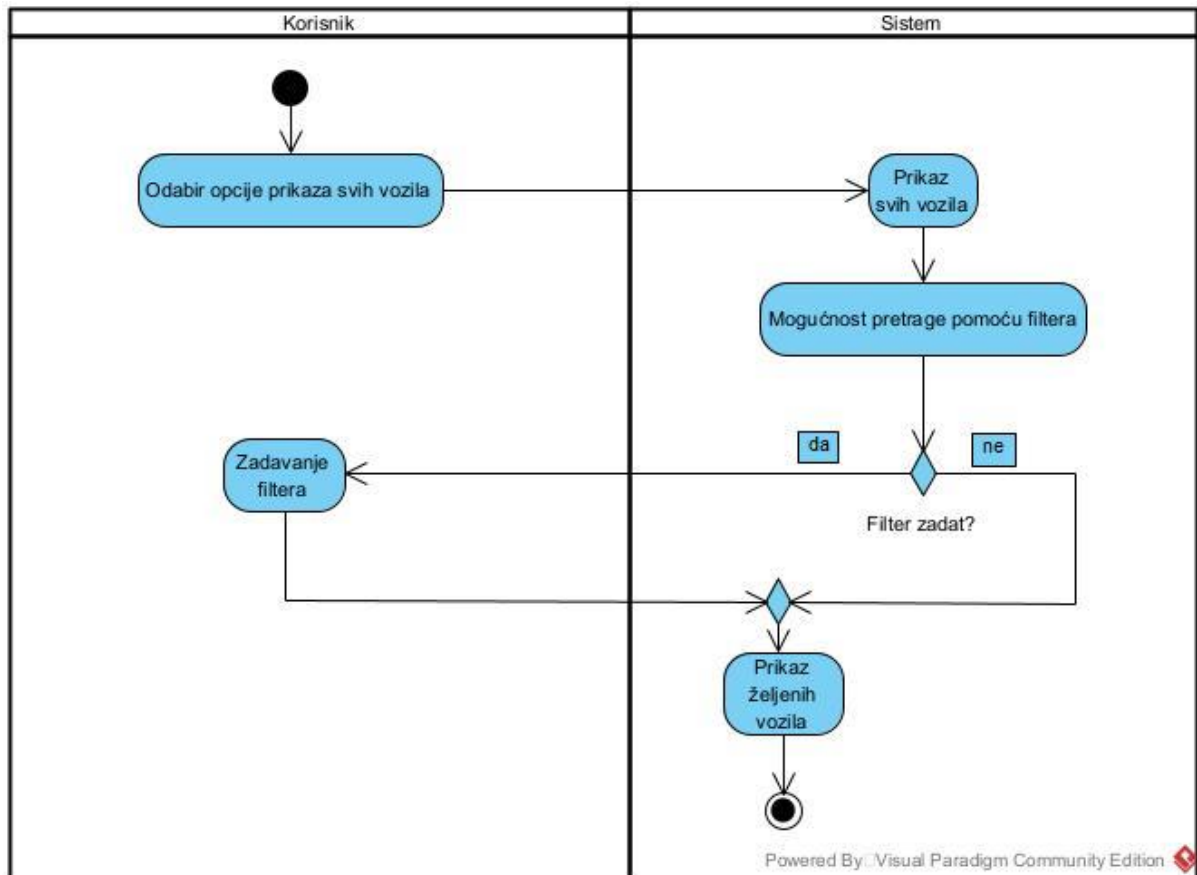 Korisnik
Sistem
Odabir opcije prikaza svih vozila
Prikaz
svih vozila
Mogućnost pretrage pomoću filtera
da
ne
Zadavanje
filtera
Filter zadat?
Prikaz
željenih
vozila
Powered By Visual Paradigm Community Edition